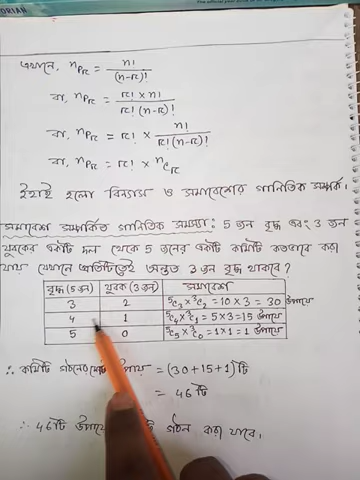 এখানে, nPr = n! / (n-r)!
বা, nPr = r! × n! / r! (n-r)!
বা, nPr = r! × n! / r! (n-r)!
বা, nPr = r! × nCr
ইহাই হলো বিন্যাস ও সমাবেশের গানিতিক সম্পর্ক।
সমাবেশ সম্পর্কিত গানিতিক সমস্যা: 5 জন বৃদ্ধ এবং 3 জন
যুবকের একটি দল থেকে 5 জনের একটি কমিটি কতভাবে করা
যায় যেখানে প্রতিটিতেই অন্তত 3 জন বৃদ্ধ থাকবে?
বৃদ্ধ (5 জন) যুবক (3 জন) সমাবেশ
3 2 ⁵C₃ × ³C₂ = 10 × 3 = 30 উপায়ে
4 1 ⁵C₄ × ³C₁ = 5 × 3 = 15 উপায়ে
5 0 ⁵C₅ × ³C₀ = 1 × 1 = 1 উপায়ে
∴ কমিটি গঠনের মোট উপায় = (30+15+1) টি
= 46 টি
∴ 46 টি উপায়ে গঠন করা যাবে।